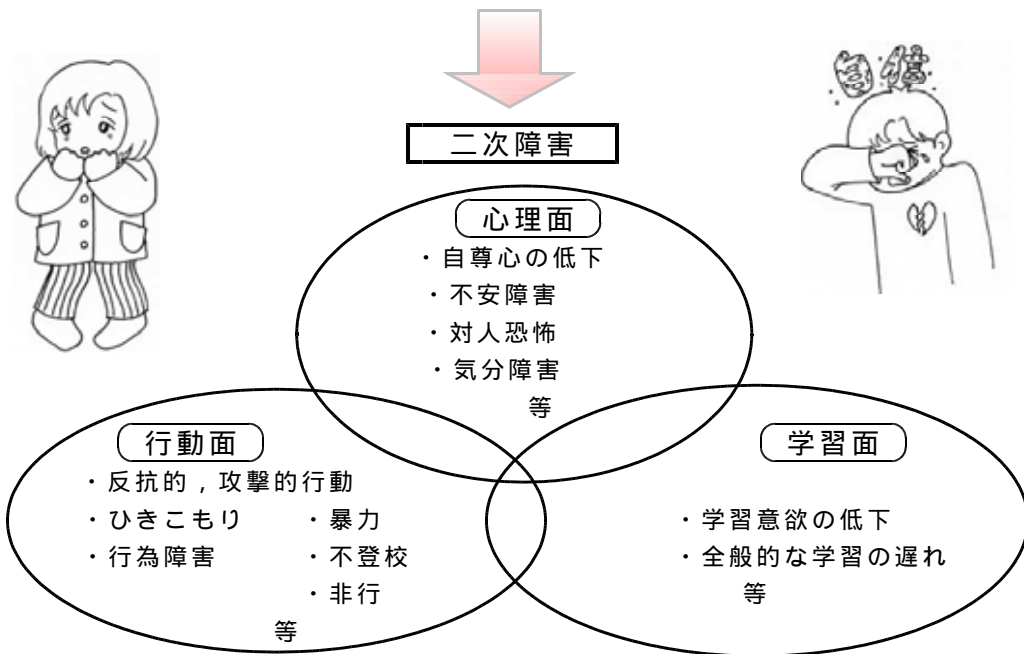 自信
二次障害
心理面
・自尊心の低下
・不安障害
・対人恐怖
・気分障害
等
行動面
・反抗的，攻撃的行動
・ひきこもり ・暴力
・行為障害 ・不登校
・非行
等
学習面
・学習意欲の低下
・全般的な学習の遅れ
等